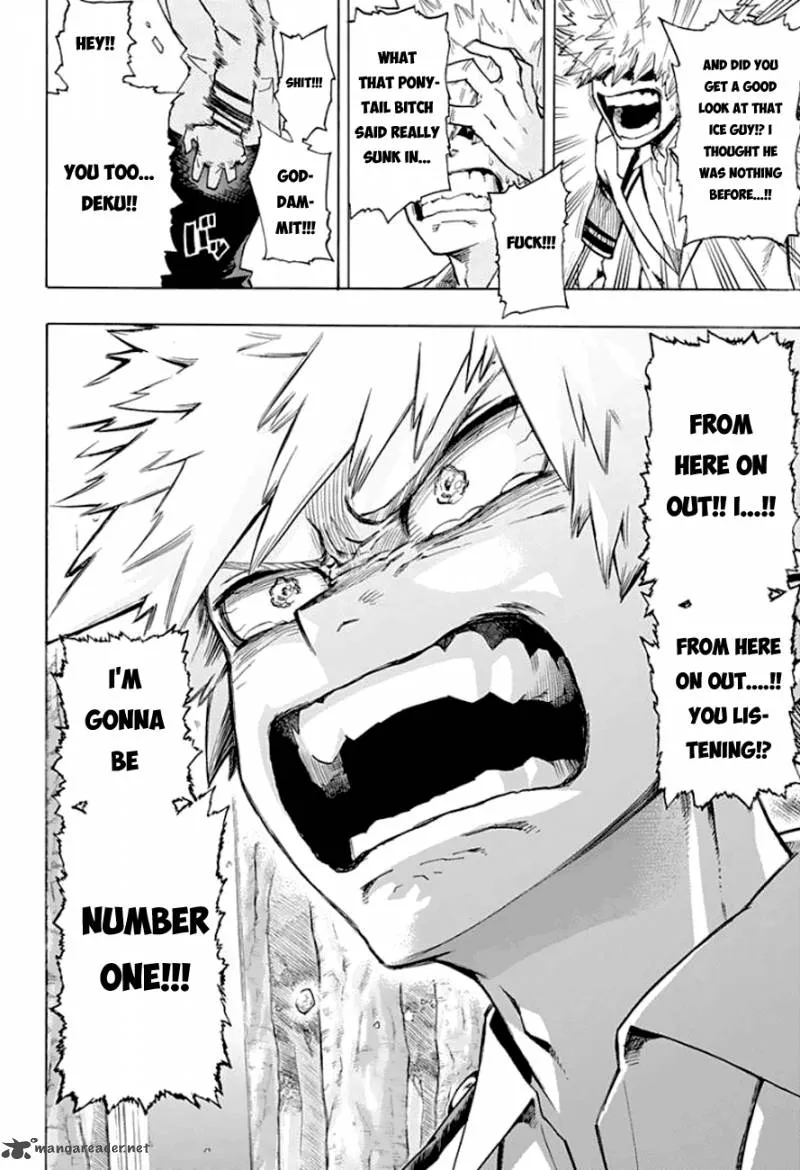 AND DID YOU
GET A GOOD
LOOK AT THAT
ICE GUY!? I
THOUGHT HE
WAS NOTHING
BEFORE...!!
WHAT
THAT PONY-
TAIL BITCH
SAID REALLY
SUNK IN...
FUCK!!!
SHIT!!!
GOD-
DAM-
MIT!!!
HEY!!
YOU TOO...
DEKU!!
バッ
FROM
HERE ON
OUT!! I...!!
FROM HERE
ON OUT....!!
YOU LIS-
TENING!?
I'M
GONNA
BE
NUMBER
ONE!!!
mangareader.net